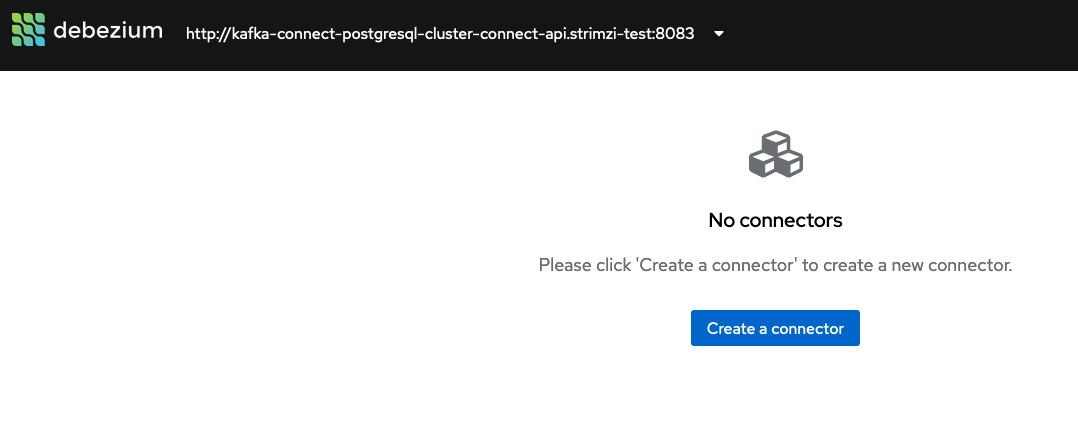 debezium http://kafka-connect-postgresql-cluster-connect-api.strimzi-test:8083
No connectors
Please click 'Create a connector' to create a new connector.
Create a connector